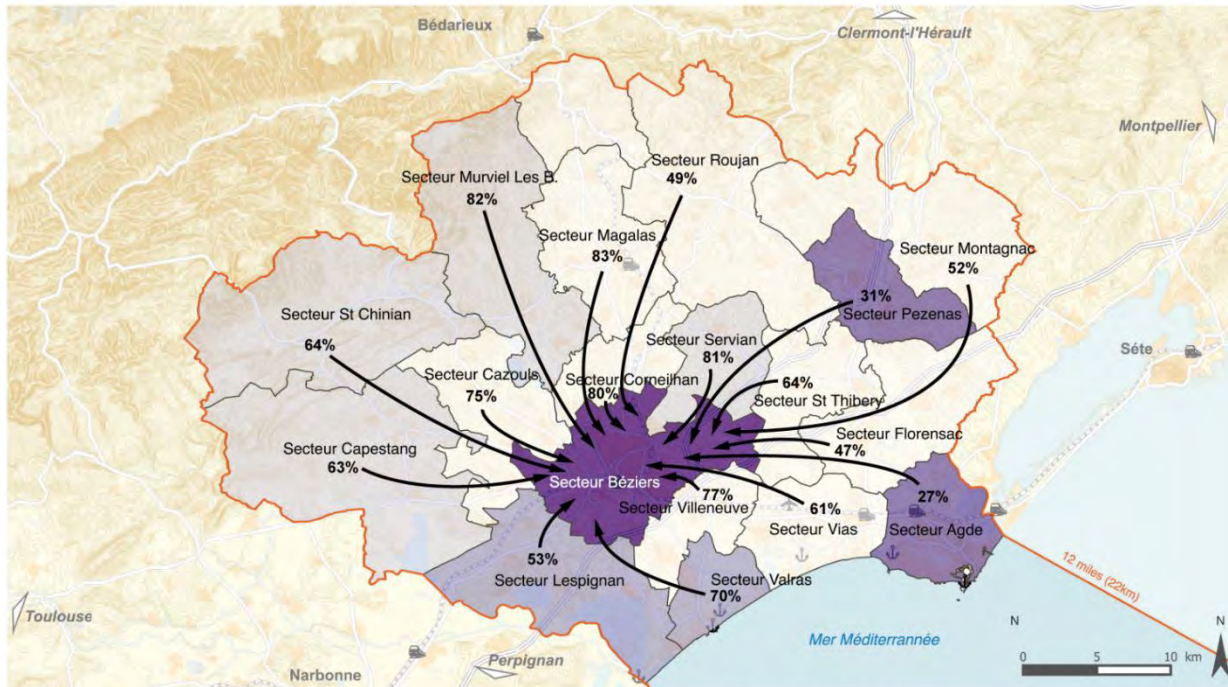 Bédarieux
Clermont-l'Hérault
Montpellier
Secteur Roujan
49%
Secteur Murviel Les B.
82%
Secteur Magalas
83%
Secteur Montagnac
52%
31%
Secteur Pezenas
Secteur St Chinian
64%
Secteur Servian
81%
Séte
Secteur Cazouls
75%
Secteur Corneilhan
80%
64%
Secteur St Thibery
Secteur Florensac
47%
Secteur Capestang
63%
Secteur Béziers
77%
Secteur Villeneuve
61%
Secteur Vias
27%
Secteur Agde
53%
Secteur Lespignan
Secteur Valras
70%
12 miles (22km)
Toulouse
Narbonne
Perpignan
Mer Méditerrannée
N
N
0 5 10 km